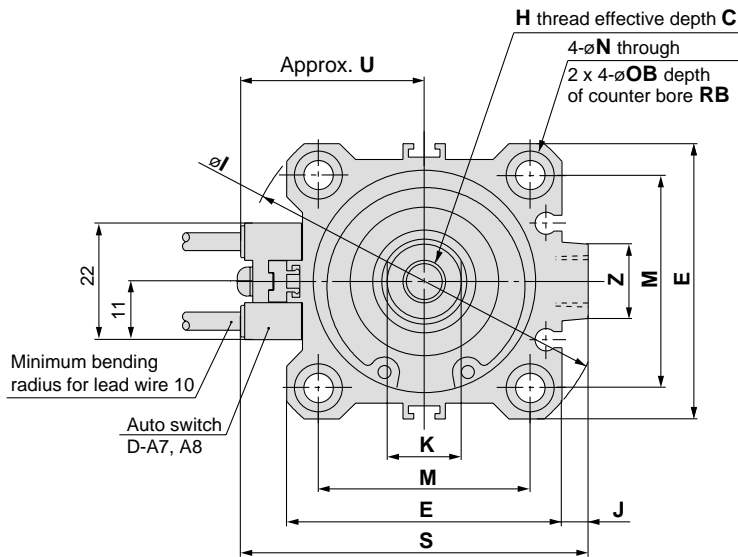 H thread effective depth C
4-øN through
2 x 4-øOB depth
of counter bore RB
Approx. U
øI
22
11
Z
M
E
Minimum bending
radius for lead wire 10
Auto switch
D-A7, A8
K
M
E
J
S